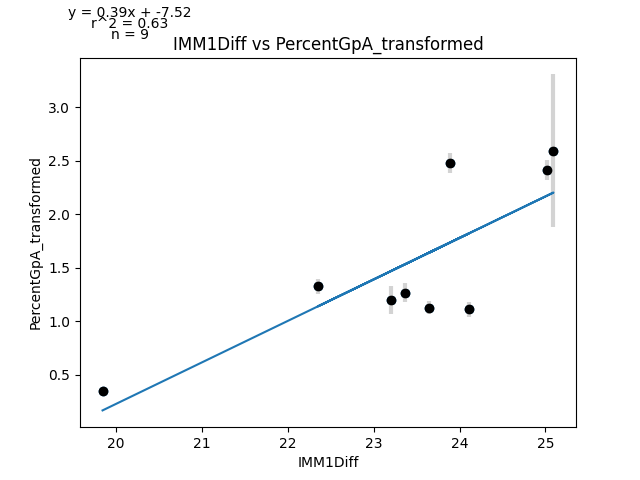 y = 0.39x + -7.52
r^2 = 0.63
n = 9
IMM1Diff vs PercentGpA_transformed
PercentGpA_transformed
3.0
2.5
2.0
1.5
1.0
0.5
20 21 22 23 24 25
IMM1Diff